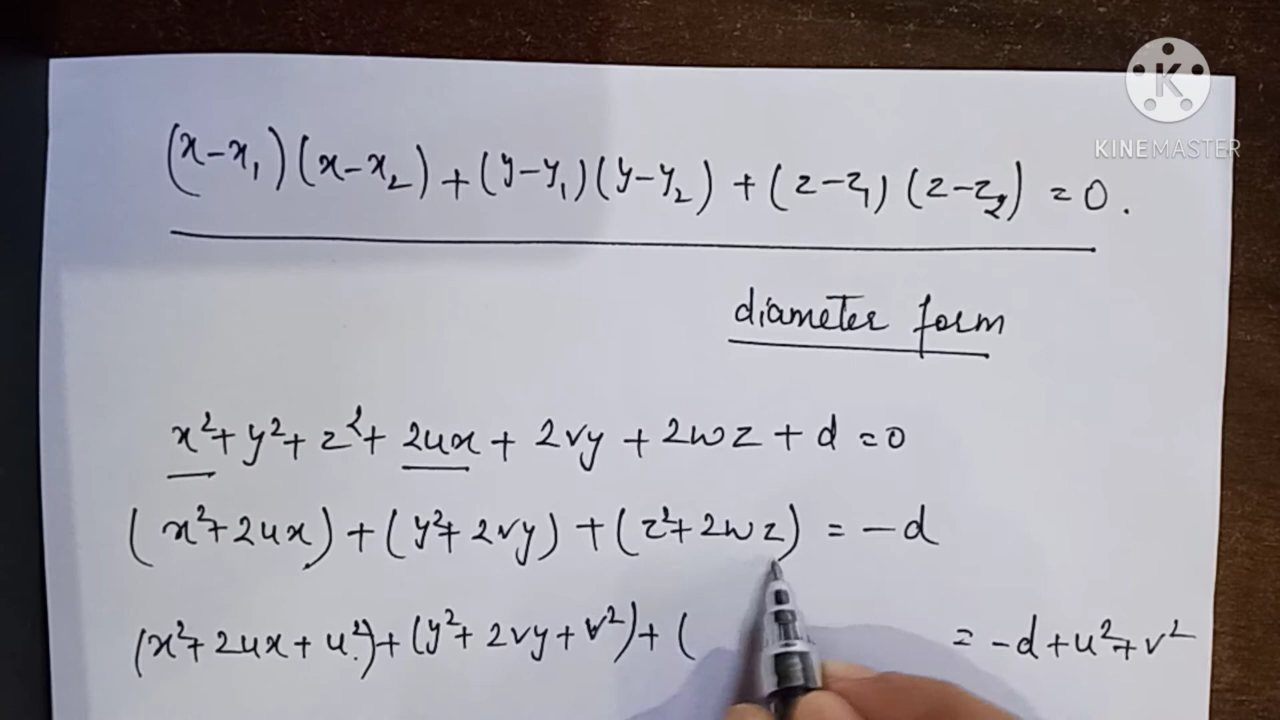 K
KINEMASTER
(x-x₁)(x-x₂)+(y-y₁)(y-y₂)+(z-z₁)(z-z₂)=0.
diameter form
x²+y²+z²+2ux+2vy+2wz+d=0
(x²+2ux)+(y²+2vy)+(z²+2wz)=-d
(x²+2ux+u²)+(y²+2vy+v²)+( =-d+u²+v²